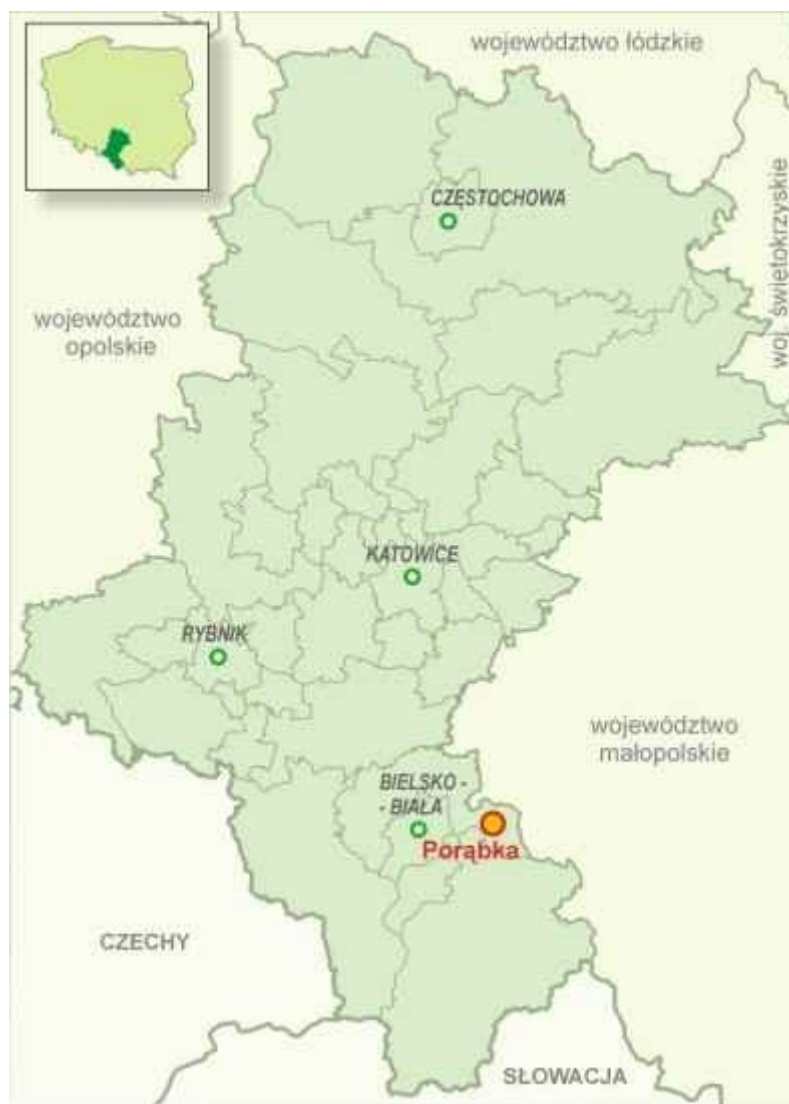 województwo łódzkie
CZĘSTOCHOWA
woj. świętokrzyskie
województwo
opolskie
KATOWICE
RYBNIK
województwo
małopolskie
BIELSKO -
- BIAŁA
Porąbka
CZECHY
SŁOWACJA